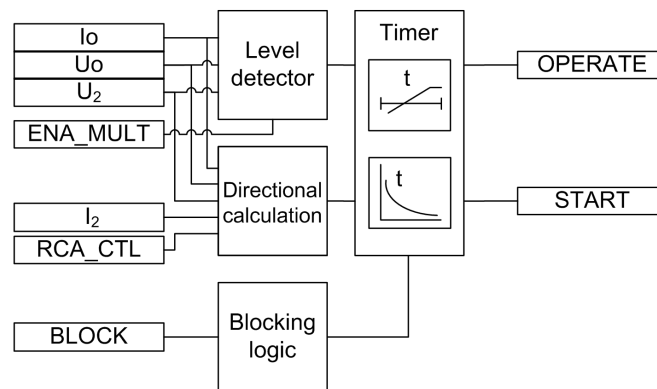 Io
Uo
U₂
ENA_MULT
I₂
RCA_CTL
BLOCK
Level
detector
Directional
calculation
Blocking
logic
Timer
t
t
OPERATE
START